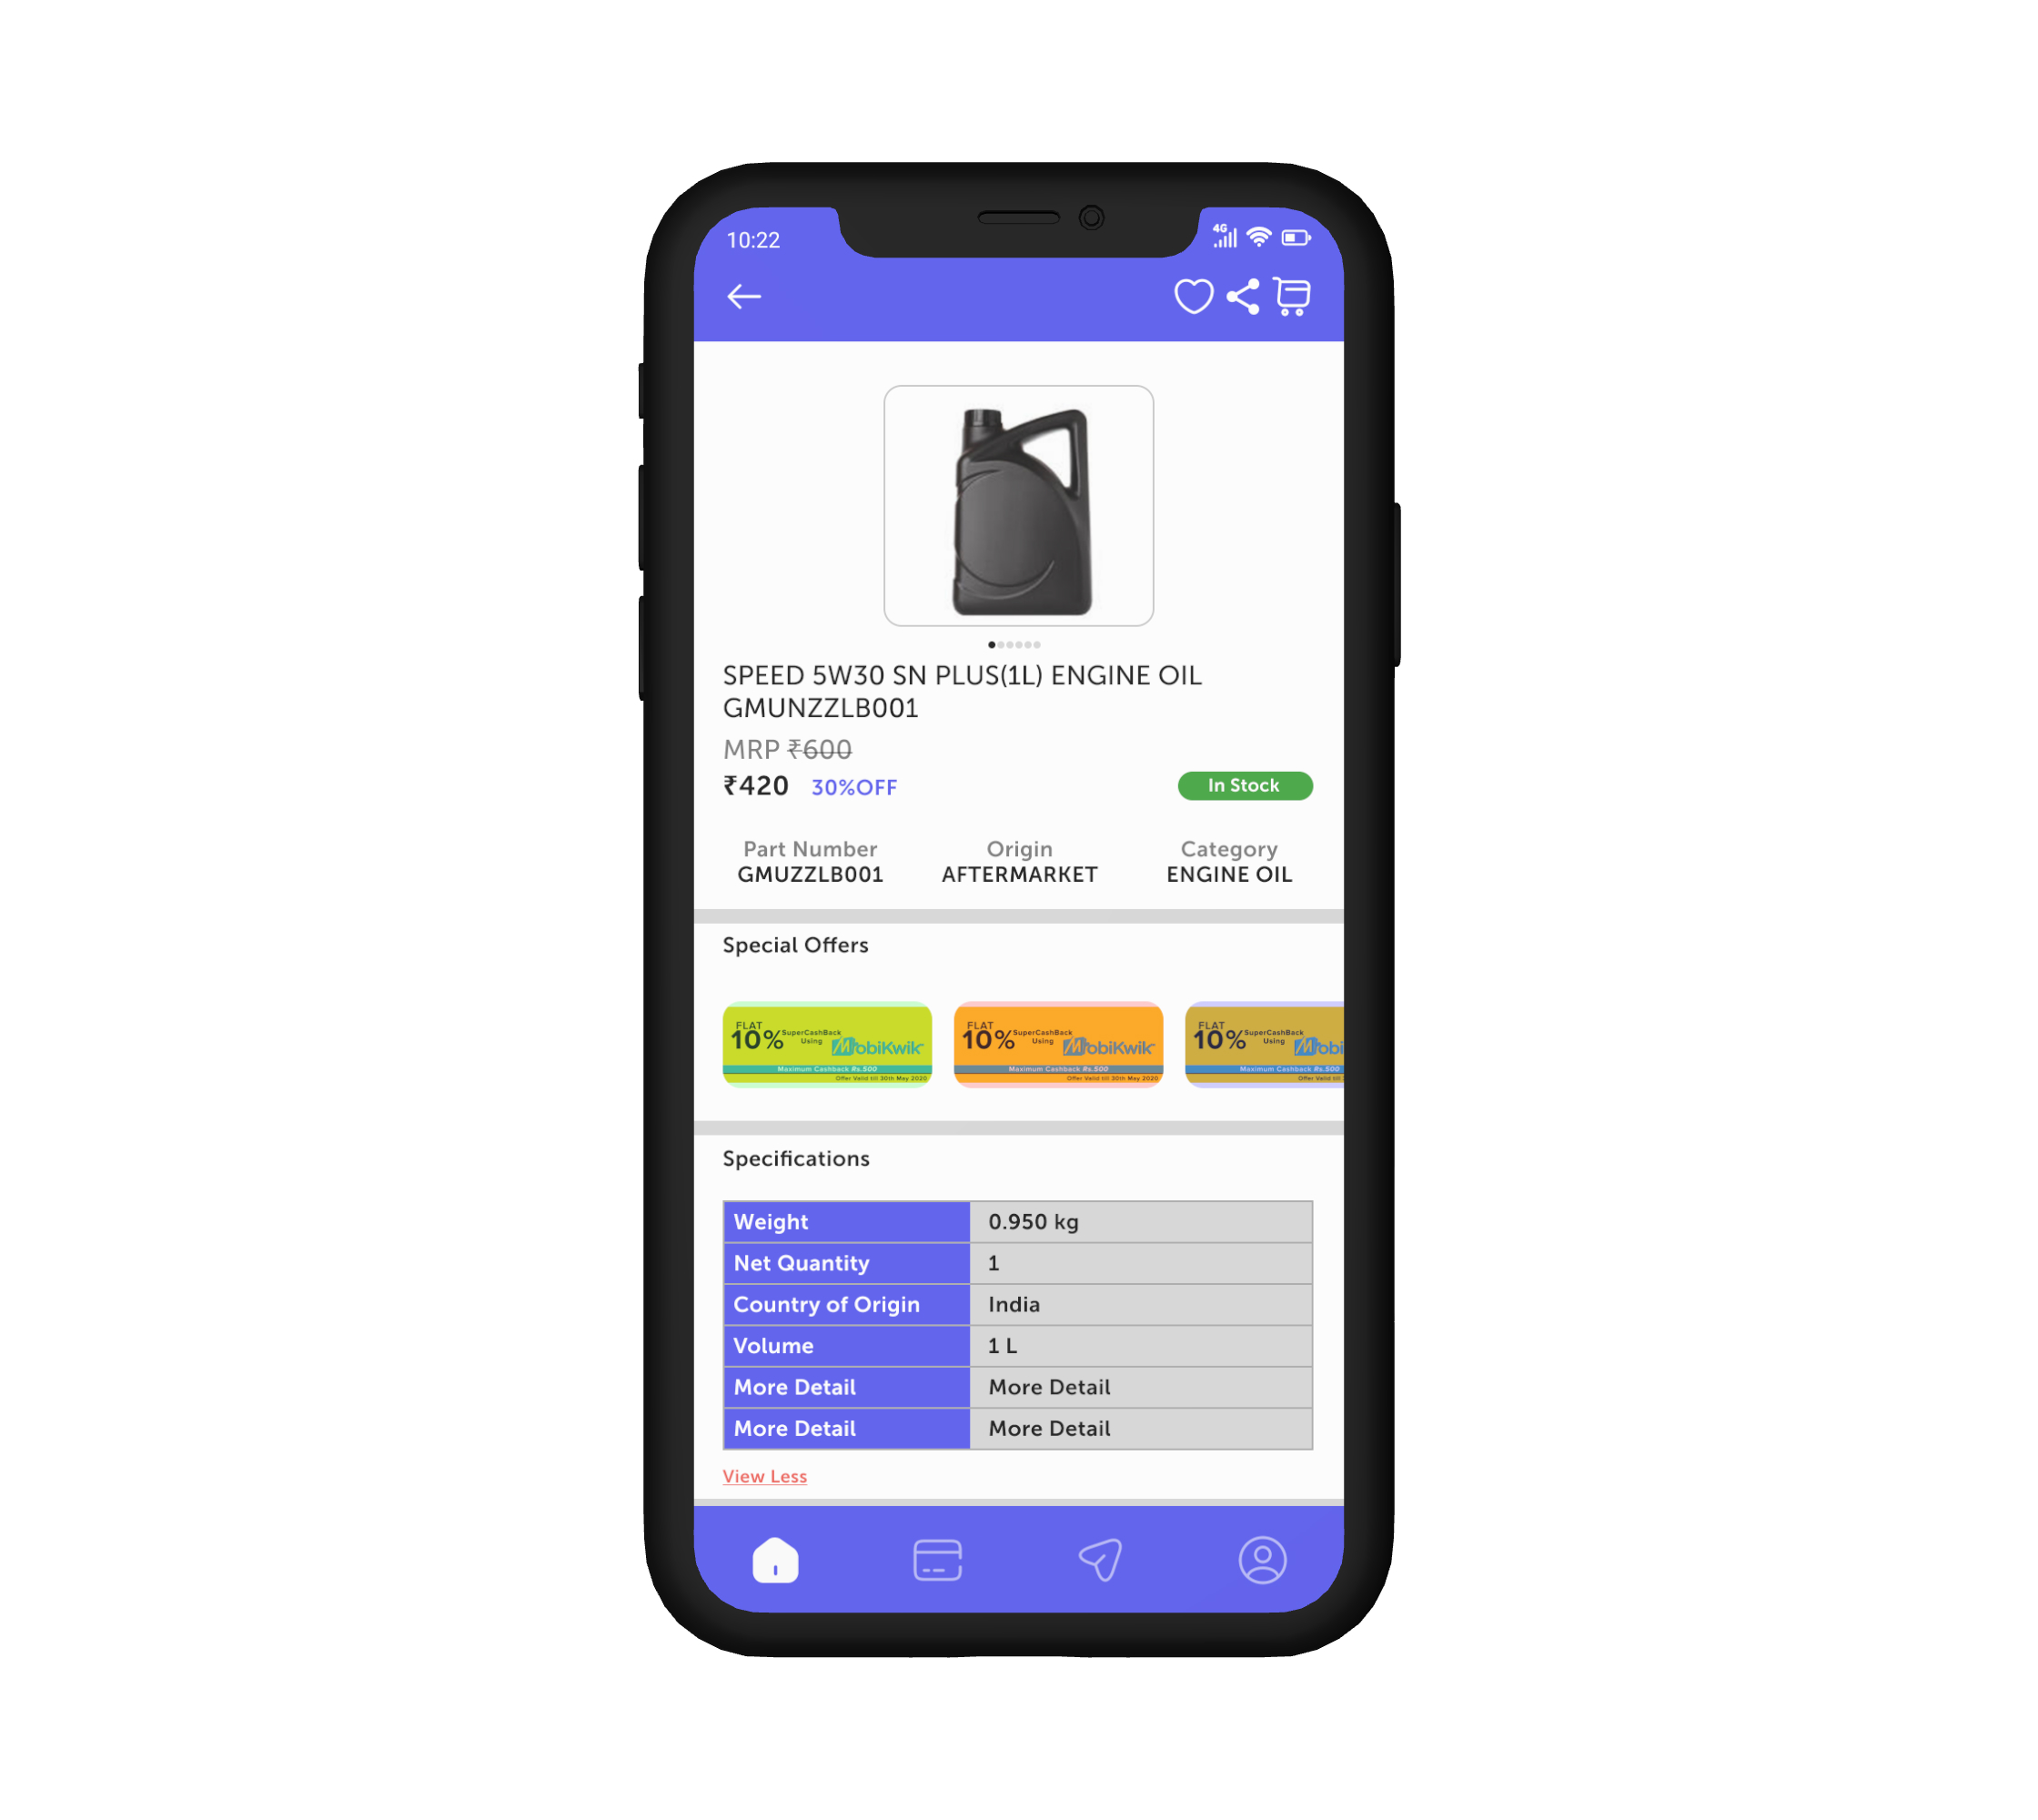 10:22
4G
SPEED 5W30 SN PLUS(1L) ENGINE OIL
GMUNZZLB001
MRP ₹600
₹420 30%OFF
In Stock
Part Number Origin Category
GMUZZLB001 AFTERMARKET ENGINE OIL
Special Offers
FLAT
10% SuperCashBack
Using MobiKwik
Maximum Cashback Rs.500
Offer Valid till 30th May 2020
FLAT
10% SuperCashBack
Using MobiKwik
Maximum Cashback Rs.500
Offer Valid till 30th May 2020
FLAT
10% SuperCashBack
Using Mobi
Maximum Cashback Rs.500
Offer Valid till
Specifications
Weight 0.950 kg
Net Quantity 1
Country of Origin India
Volume 1 L
More Detail More Detail
More Detail More Detail
View Less